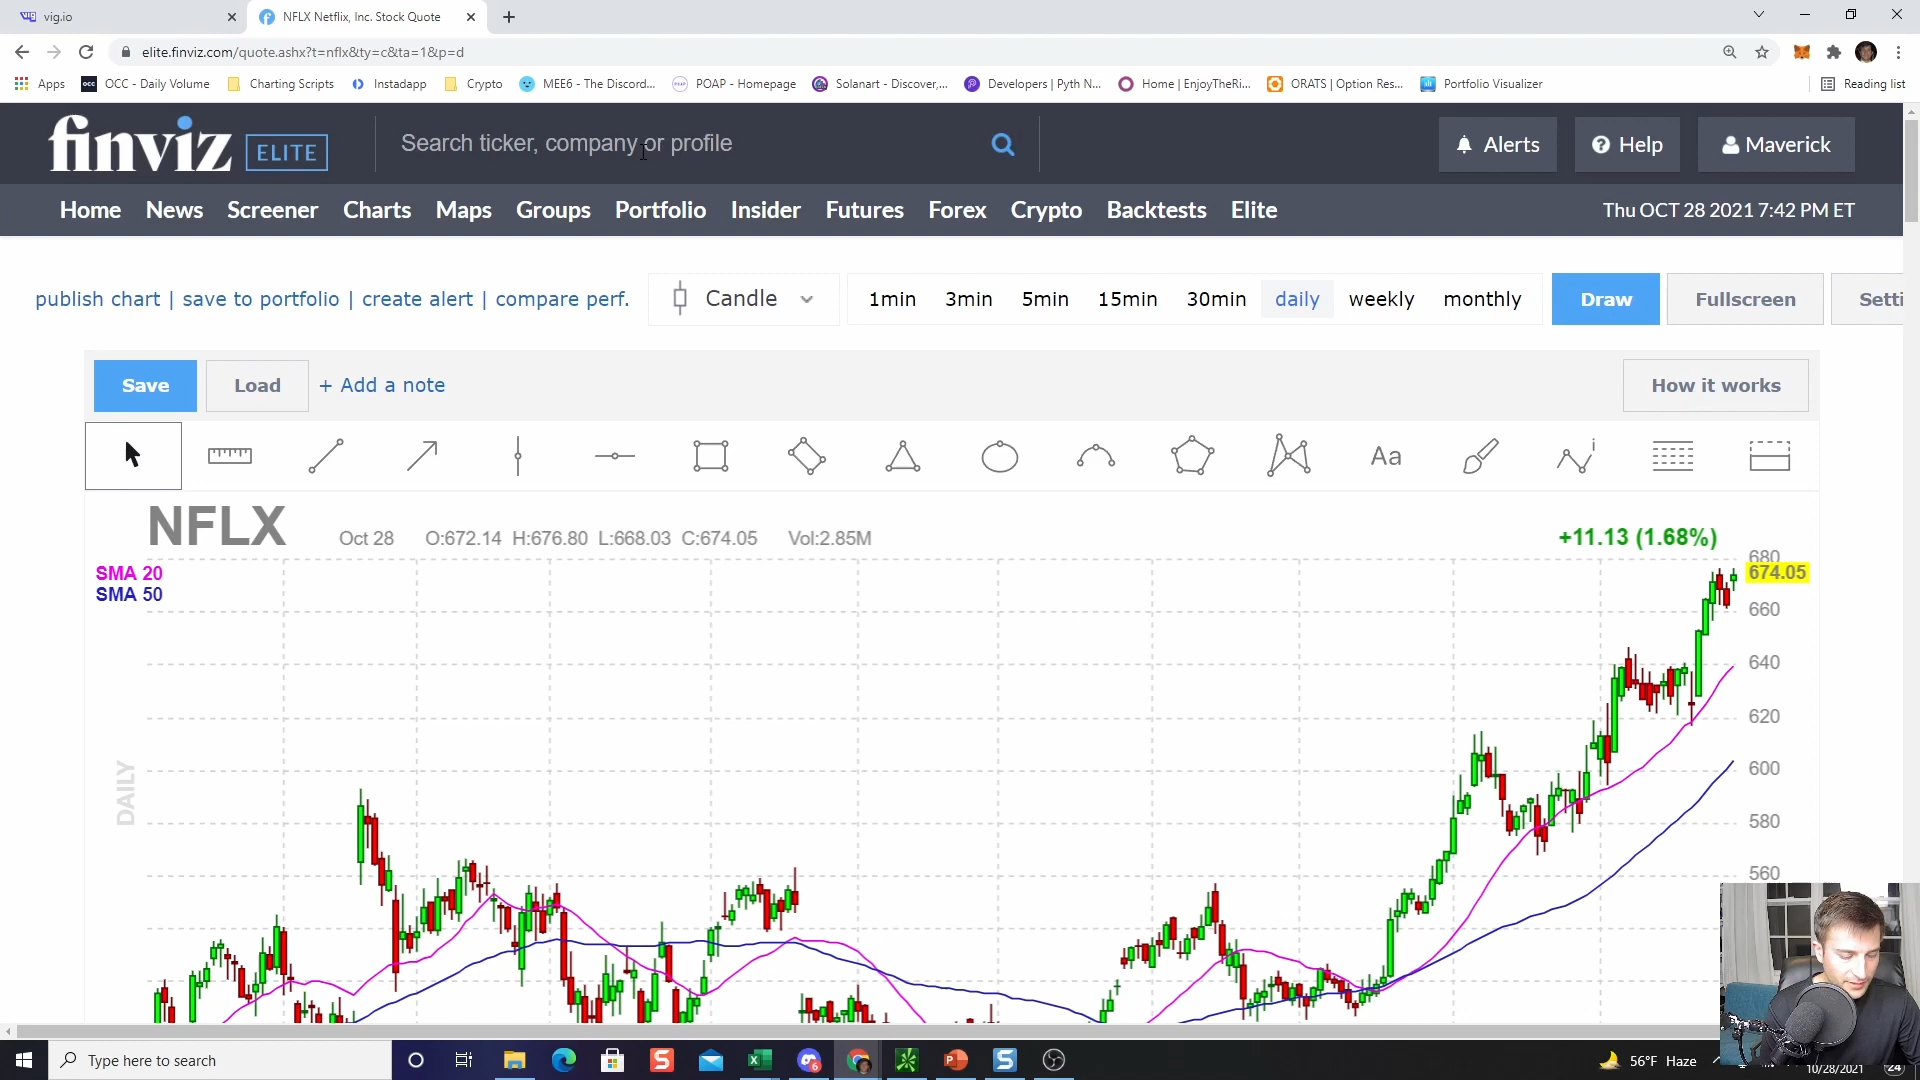 vig.io
NFLX Netflix, Inc. Stock Quote
elite.finviz.com/quote.ashx?t=nflx&ty=c&ta=1&p=d
Apps
OCC - Daily Volume
Charting Scripts
Instadapp
Crypto
MEE6 - The Discord...
POAP - Homepage
Solanart - Discover,...
Developers | Pyth N...
Home | EnjoyTheRi...
ORATS | Option Res...
Portfolio Visualizer
Reading list
finviz ELITE
Search ticker, company or profile
Alerts
Help
Maverick
Home News Screener Charts Maps Groups Portfolio Insider Futures Forex Crypto Backtests Elite
Thu OCT 28 2021 7:42 PM ET
publish chart | save to portfolio | create alert | compare perf.
Candle
1min 3min 5min 15min 30min daily weekly monthly
Draw
Fullscreen
Setti
Save
Load
+ Add a note
How it works
Aa
NFLX
Oct 28 O:672.14 H:676.80 L:668.03 C:674.05 Vol:2.85M
+11.13 (1.68%)
SMA 20
SMA 50
680
674.05
660
640
620
600
580
560
DAILY
Type here to search
56°F Haze
10/28/2021
24